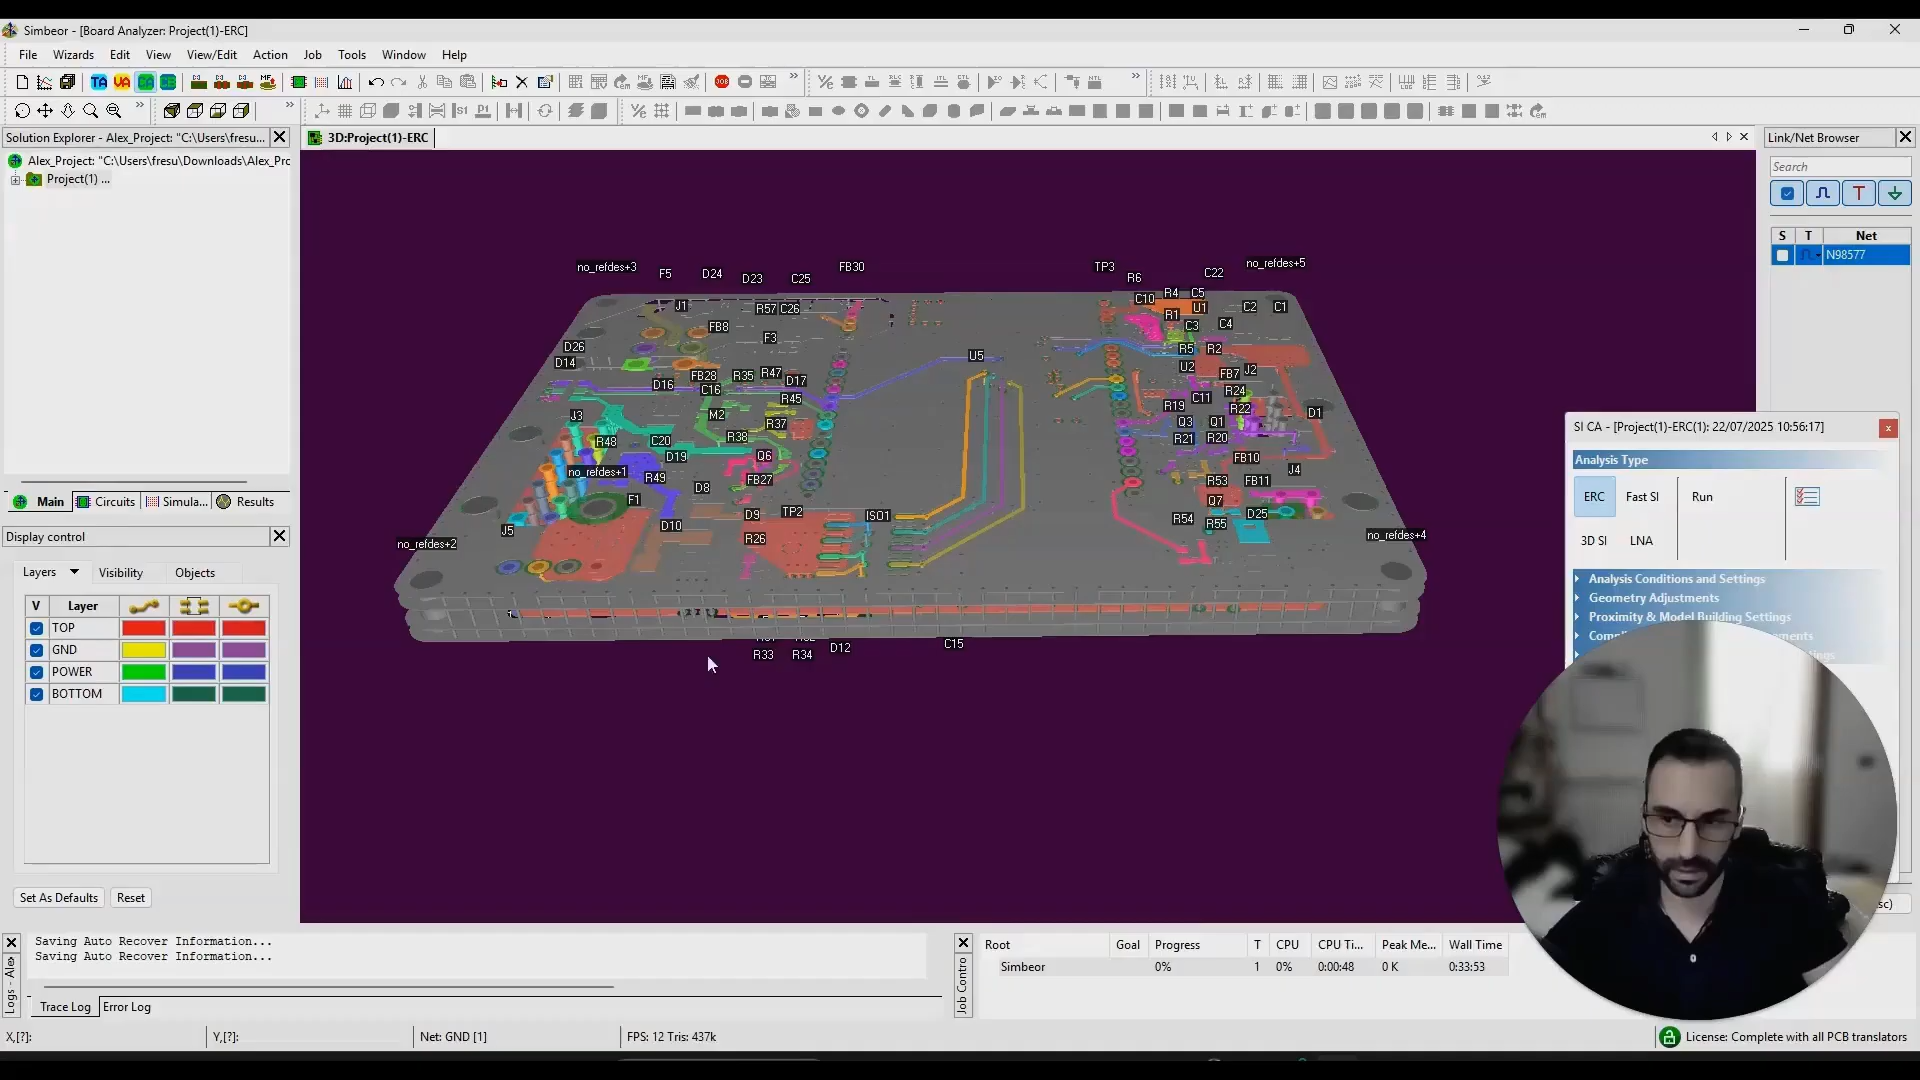 Simbeor - [Board Analyzer: Project(1)-ERC]
File Wizards Edit View View/Edit Action Job Tools Window Help
Solution Explorer - Alex_Project: "C:\Users\fresu...
Alex_Project: "C:\Users\fresu\Downloads\Alex_Prc
Project(1) ...
Main Circuits Simula... Results
Display control
Layers Visibility Objects
V Layer
TOP
GND
POWER
BOTTOM
Set As Defaults Reset
3D:Project(1)-ERC
no_refdes+3 F5 D24 D23 C25 FB30 TP3 R6 C22 no_refdes+5
J1 R57 C26 C10 R4 C5 U1 C2 C1
FB8 F3 R1 C3 C4
D26 D14 U5 R5 R2
FB28 R35 R47 D17 U2 FB7 J2
D16 C16 R45 C11 R24
J3 M2 R37 R19 R22 D1
R48 C20 R38 Q3 Q1 R21 R20
D19 Q6 FB10
no_refdes+1 R49 FB27 J4
F1 D8 R53 FB11
D9 TP2 ISO1 Q7
J5 D10 R54 R55 D25
no_refdes+2 R26 no_refdes+4
R33 R34 D12 C15
Link/Net Browser
Search
S T Net
N98577
SI CA - [Project(1)-ERC(1): 22/07/2025 10:56:17]
Analysis Type
ERC Fast SI Run
3D SI LNA
Analysis Conditions and Settings
Geometry Adjustments
Proximity & Model Building Settings
Saving Auto Recover Information...
Saving Auto Recover Information...
Trace Log Error Log
Logs - Alex
Job Contro
Root Goal Progress T CPU CPU Ti... Peak Me... Wall Time
Simbeor 0% 1 0% 0:00:48 0 K 0:33:53
X,[?]: Y,[?]: Net: GND [1] FPS: 12 Tris: 437k
License: Complete with all PCB translators